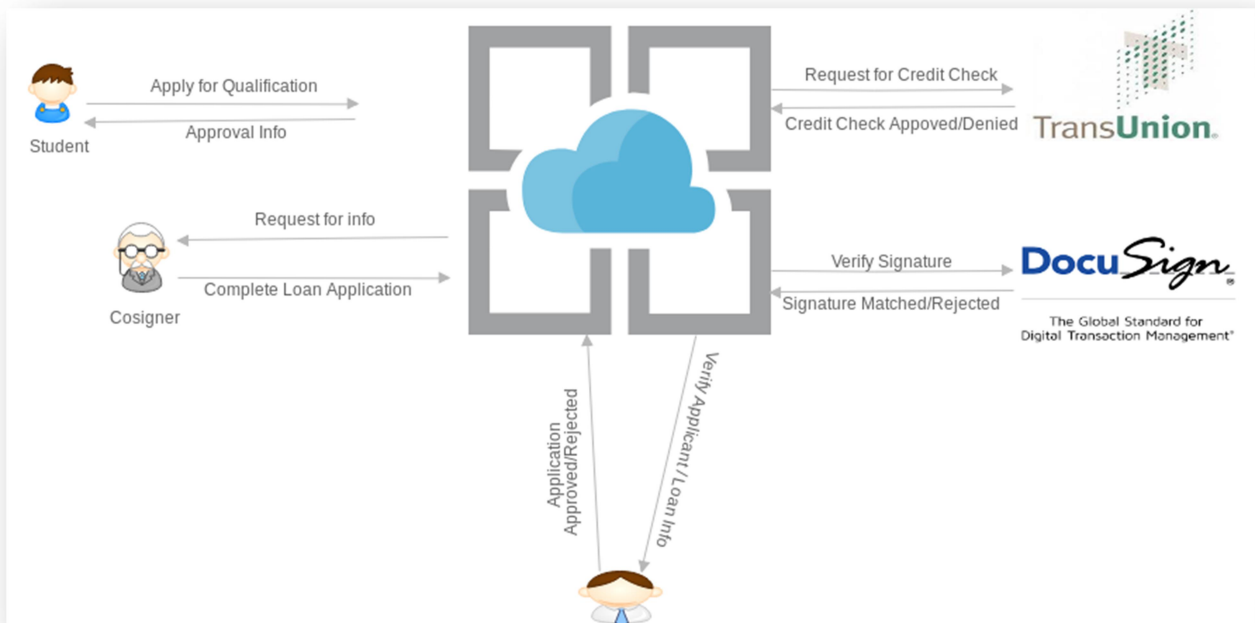 Apply for Qualification
Approval Info
Student
Request for info
Complete Loan Application
Cosigner
Request for Credit Check
Credit Check Appoved/Denied
TransUnion®
Verify Signature
Signature Matched/Rejected
DocuSign®
The Global Standard for
Digital Transaction Management®
Application
Approved/Rejected
Verify Applicant / Loan Info